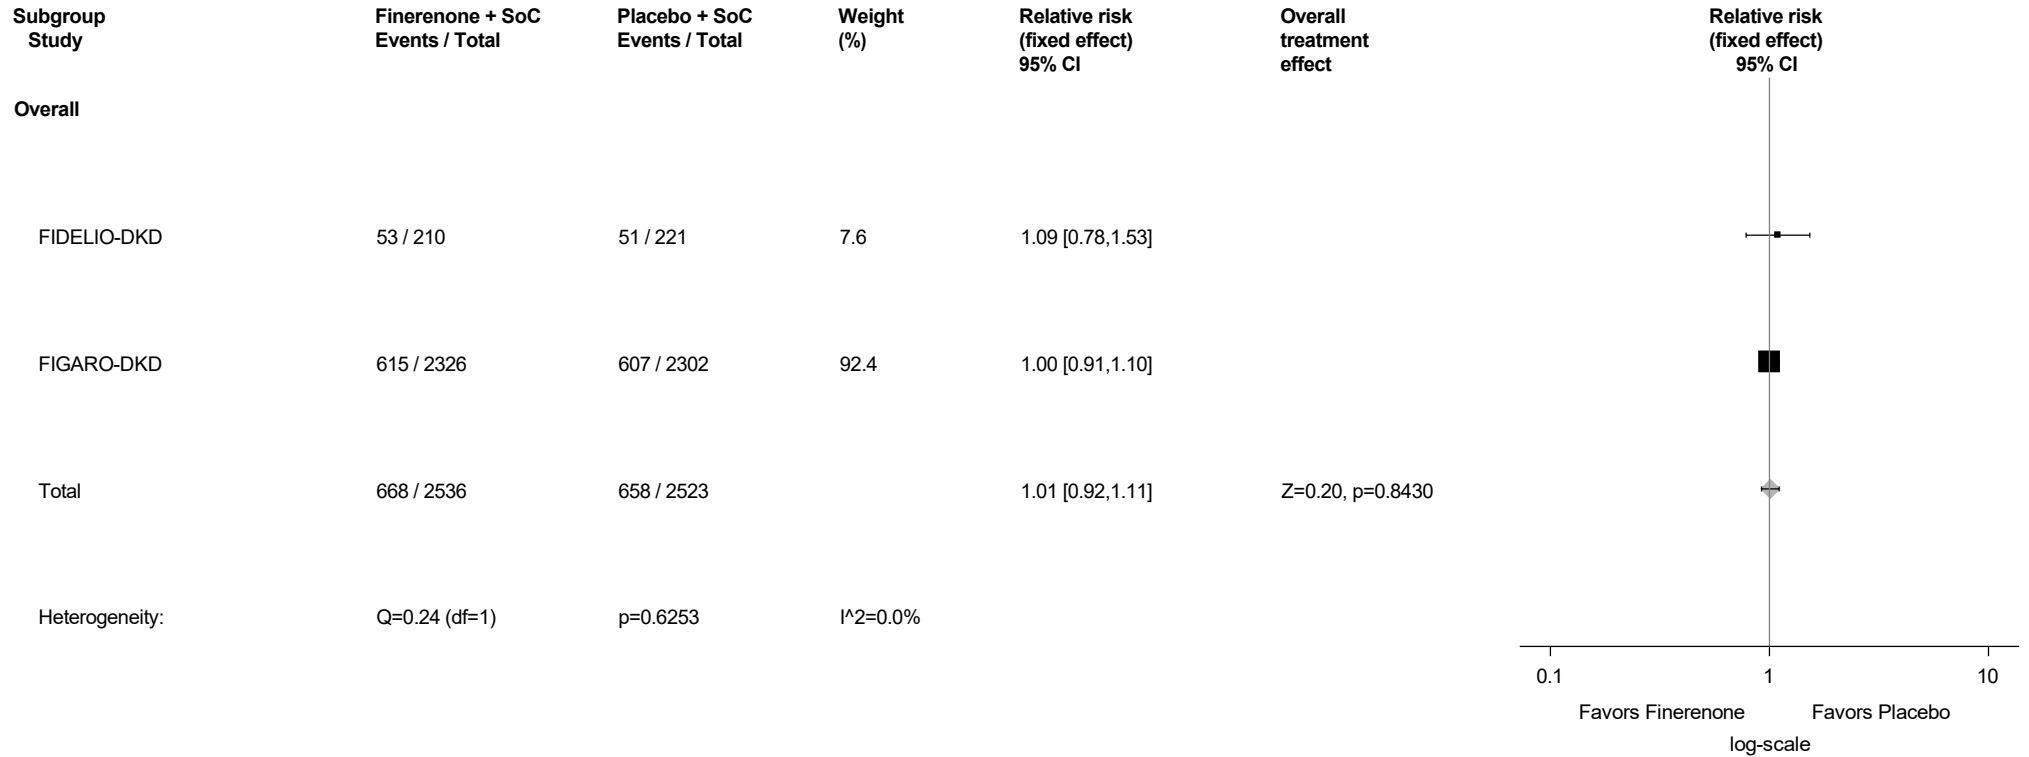 Subgroup Finerenone + SoC Placebo + SoC Weight Relative risk Overall Relative risk
Study Events / Total Events / Total (%) (fixed effect) treatment (fixed effect)
95% CI effect 95% CI
Overall
FIDELIO-DKD 53 / 210 51 / 221 7.6 1.09 [0.78,1.53]
FIGARO-DKD 615 / 2326 607 / 2302 92.4 1.00 [0.91,1.10]
Total 668 / 2536 658 / 2523 1.01 [0.92,1.11] Z=0.20, p=0.8430
Heterogeneity: Q=0.24 (df=1) p=0.6253 I^2=0.0%
0.1 1 10
Favors Finerenone Favors Placebo
log-scale